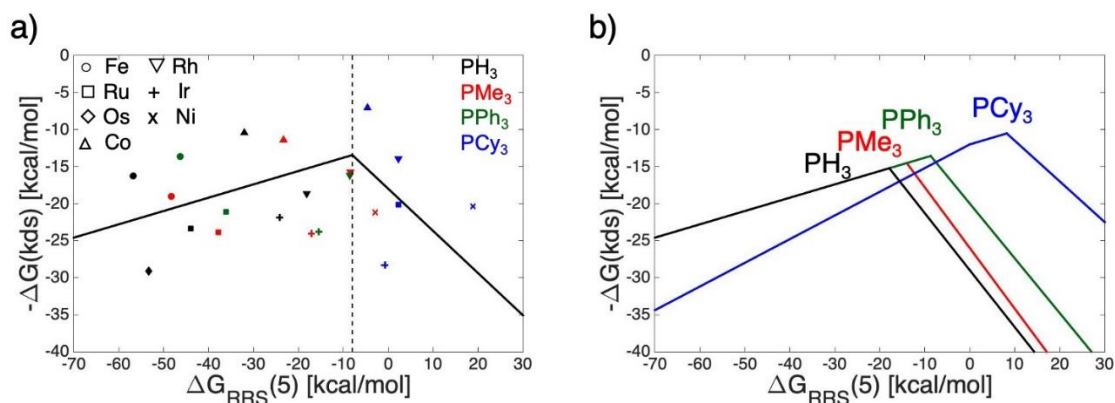 a)
-ΔG(kds) [kcal/mol]
0
-5
-10
-15
-20
-25
-30
-35
-40
Fe Rh
Ru Ir
Os Ni
Co
PH3
PMe3
PPh3
PCy3
-70 -60 -50 -40 -30 -20 -10 0 10 20 30
ΔGRRS(5) [kcal/mol]
b)
-ΔG(kds) [kcal/mol]
0
-5
-10
-15
-20
-25
-30
-35
-40
PCy3
PPh3
PMe3
PH3
-70 -60 -50 -40 -30 -20 -10 0 10 20 30
ΔGRRS(5) [kcal/mol]